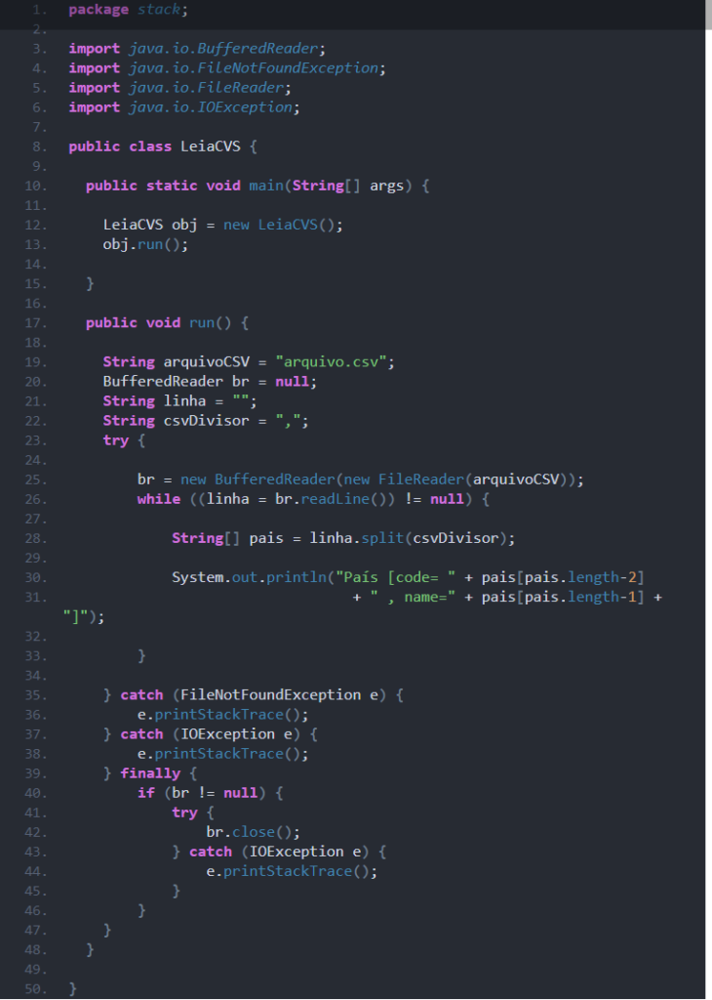 1. package stack;
2.
3. import java.io.BufferedReader;
4. import java.io.FileNotFoundException;
5. import java.io.FileReader;
6. import java.io.IOException;
7.
8. public class LeiaCVS {
9.
10. public static void main(String[] args) {
11.
12. LeiaCVS obj = new LeiaCVS();
13. obj.run();
14.
15. }
16.
17. public void run() {
18.
19. String arquivoCSV = "arquivo.csv";
20. BufferedReader br = null;
21. String linha = "";
22. String csvDivisor = ",";
23. try {
24.
25. br = new BufferedReader(new FileReader(arquivoCSV));
26. while ((linha = br.readLine()) != null) {
27.
28. String[] pais = linha.split(csvDivisor);
29.
30. System.out.println("País [code= " + pais[pais.length-2]
31. + " , name=" + pais[pais.length-1] +
"]");
32.
33. }
34.
35. } catch (FileNotFoundException e) {
36. e.printStackTrace();
37. } catch (IOException e) {
38. e.printStackTrace();
39. } finally {
40. if (br != null) {
41. try {
42. br.close();
43. } catch (IOException e) {
44. e.printStackTrace();
45. }
46. }
47. }
48. }
49.
50. }